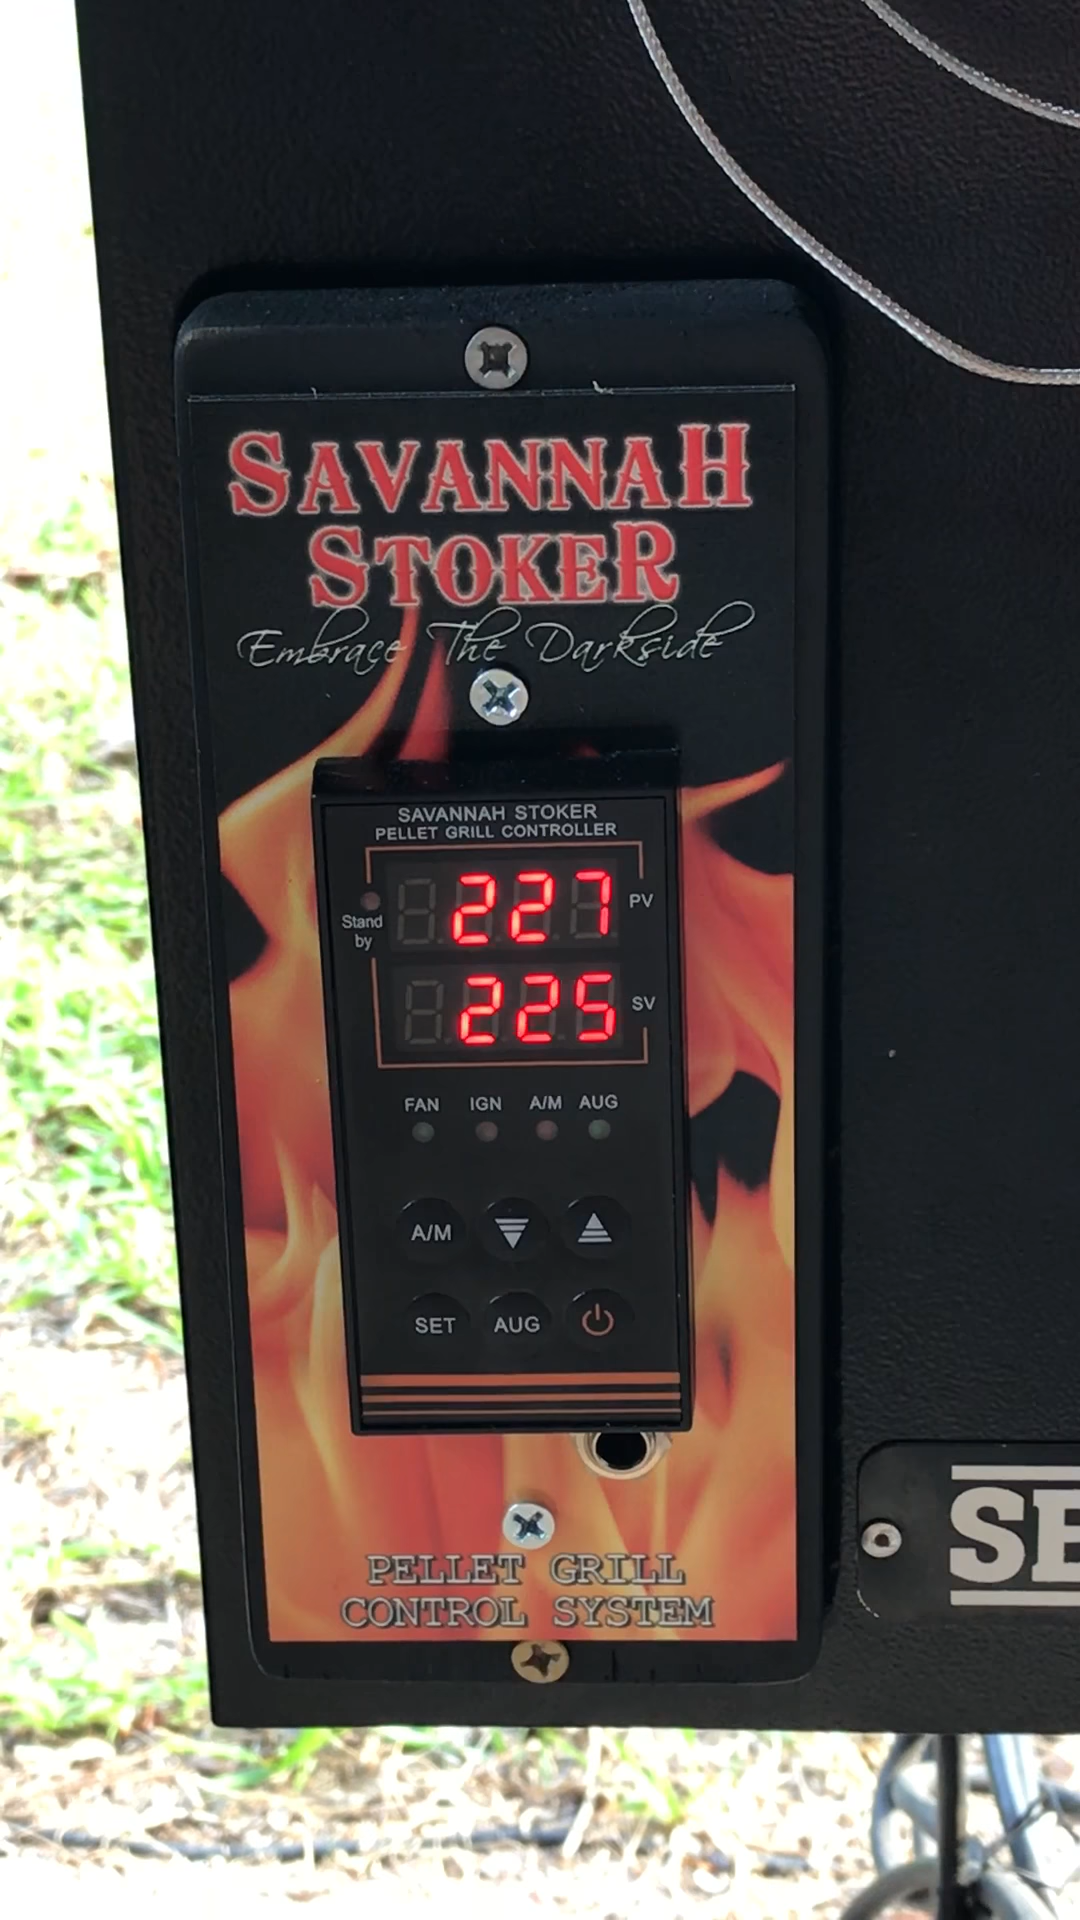 SAVANNAH
STOKER
Embrace The Darkside
SAVANNAH STOKER
PELLET GRILL CONTROLLER
227 PV
Stand
by
225 SV
FAN IGN A/M AUG
A/M
SET AUG
PELLET GRILL
CONTROL SYSTEM